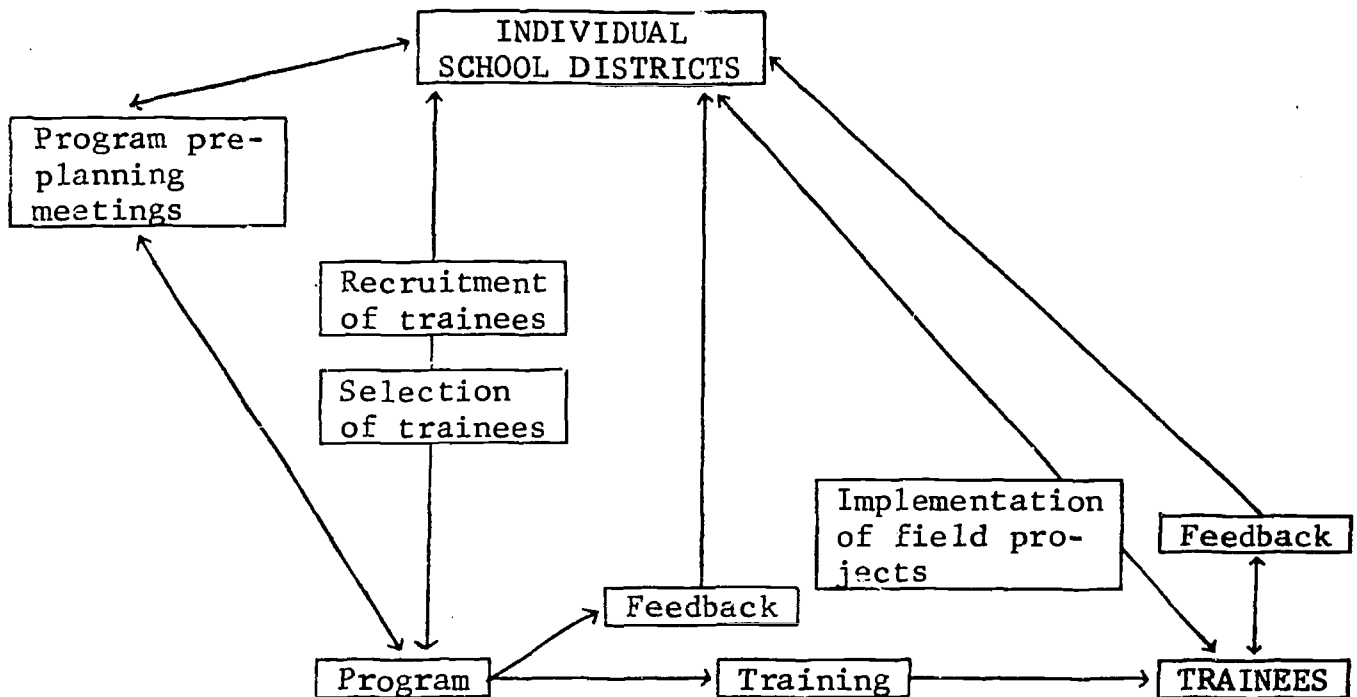 INDIVIDUAL
SCHOOL DISTRICTS
Program pre-
planning
meetings
Recruitment
of trainees
Selection
of trainees
Implementation
of field pro-
jects
Feedback
Feedback
Program
Training
TRAINEES